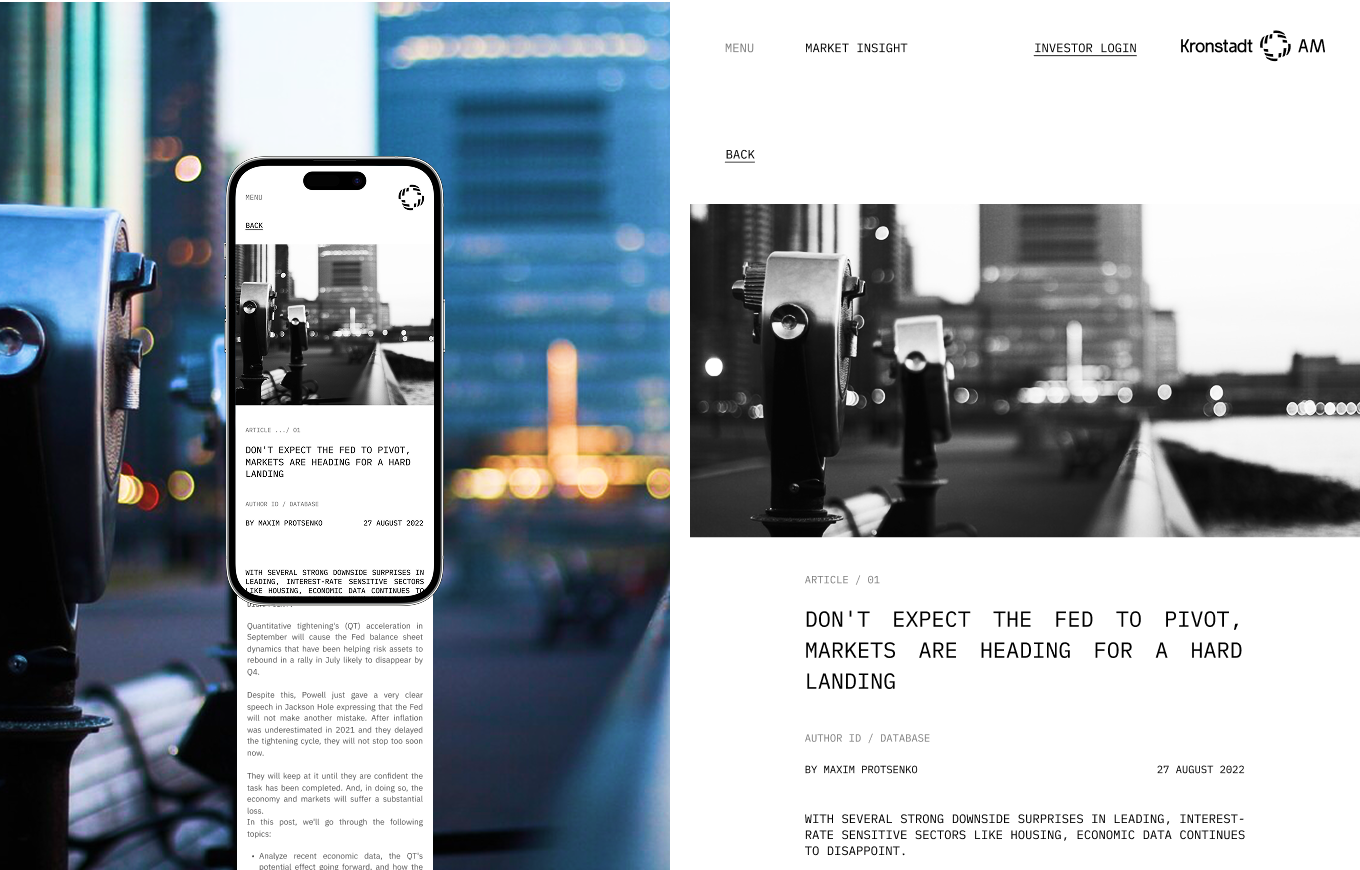 MENU
BACK
ARTICLE .../ 01
DON'T EXPECT THE FED TO PIVOT,
MARKETS ARE HEADING FOR A HARD
LANDING
AUTHOR ID / DATABASE
BY MAXIM PROTSENKO 27 AUGUST 2022
WITH SEVERAL STRONG DOWNSIDE SURPRISES IN
LEADING, INTEREST-RATE SENSITIVE SECTORS
LIKE HOUSING, ECONOMIC DATA CONTINUES TO
Quantitative tightening's (QT) acceleration in
September will cause the Fed balance sheet
dynamics that have been helping risk assets to
rebound in a rally in July likely to disappear by
Q4.
Despite this, Powell just gave a very clear
speech in Jackson Hole expressing that the Fed
will not make another mistake. After inflation
was underestimated in 2021 and they delayed
the tightening cycle, they will not stop too soon
now.
They will keep at it until they are confident the
task has been completed. And, in doing so, the
economy and markets will suffer a substantial
loss.
In this post, we'll go through the following
topics:
• Analyze recent economic data, the QT's
potential effect going forward, and how the
MENU MARKET INSIGHT INVESTOR LOGIN Kronstadt AM
BACK
ARTICLE / 01
DON'T EXPECT THE FED TO PIVOT,
MARKETS ARE HEADING FOR A HARD
LANDING
AUTHOR ID / DATABASE
BY MAXIM PROTSENKO 27 AUGUST 2022
WITH SEVERAL STRONG DOWNSIDE SURPRISES IN LEADING, INTEREST-
RATE SENSITIVE SECTORS LIKE HOUSING, ECONOMIC DATA CONTINUES
TO DISAPPOINT.